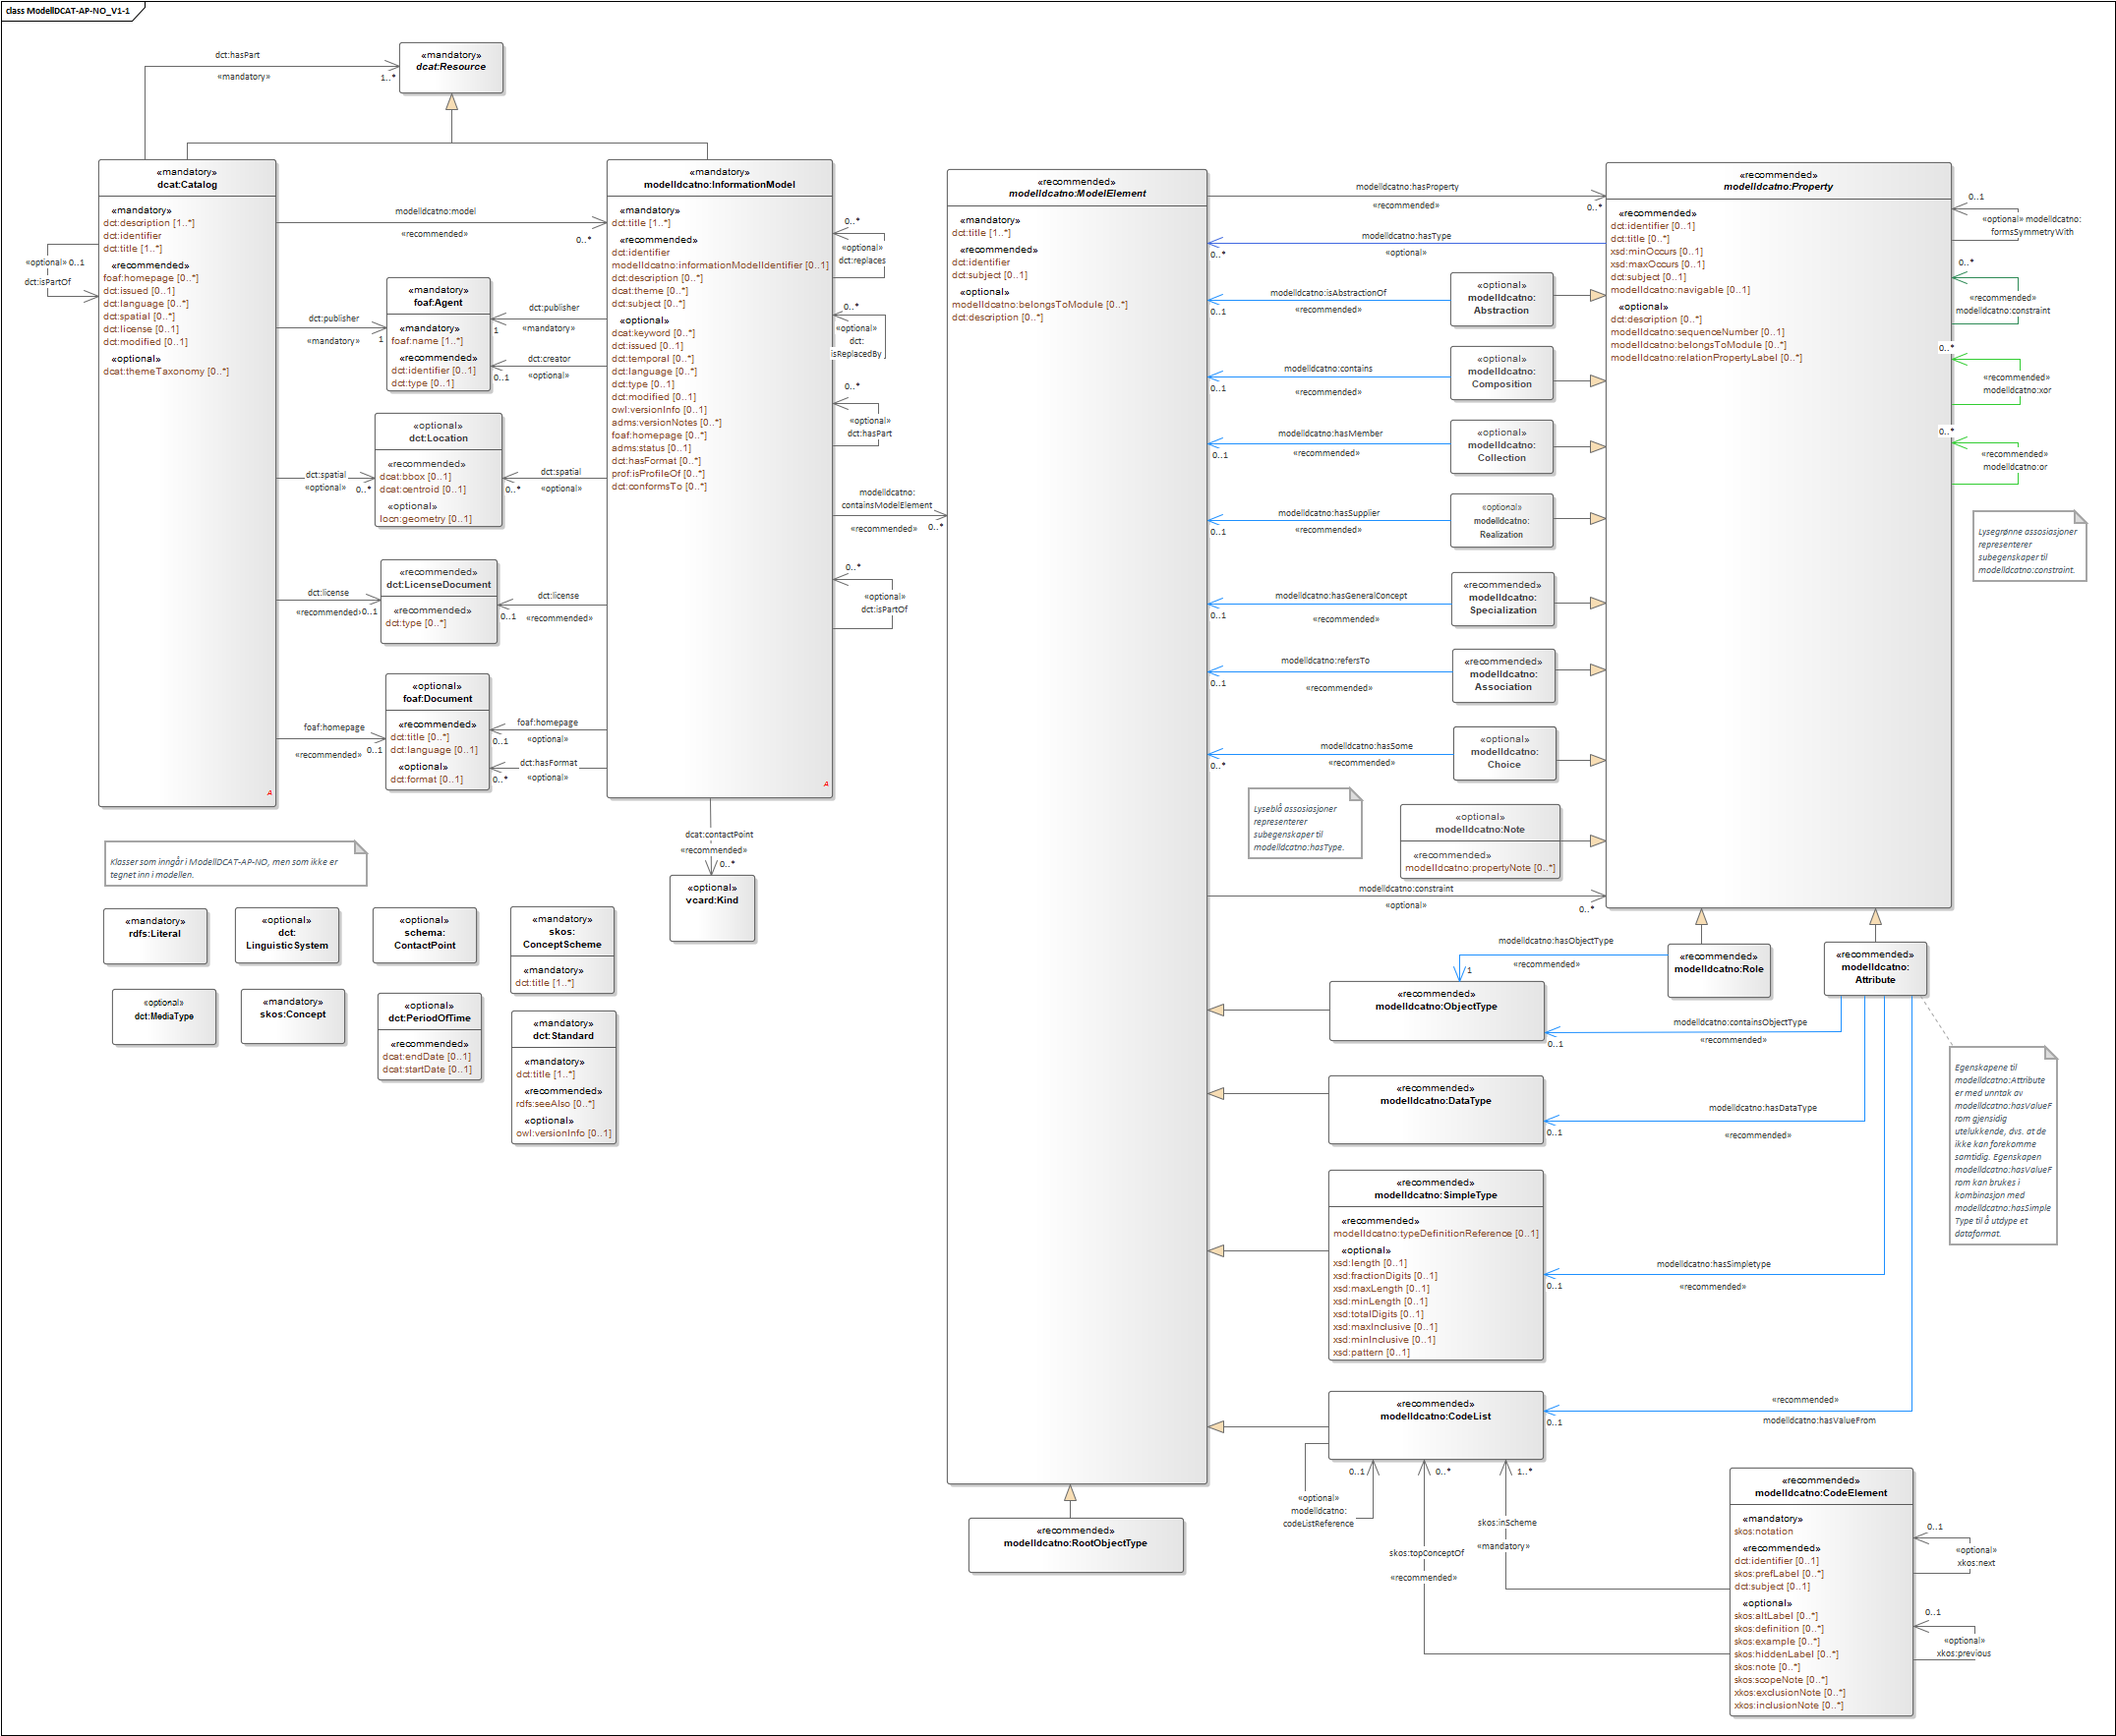 class ModellDCAT-AP-NO_V1-1
dct:hasPart
«mandatory»
1..*
«mandatory»
dcat:Resource
«mandatory»
dcat:Catalog
«mandatory»
dct:description [1..*]
dct:identifier
dct:title [1..*]
«recommended»
foaf:homepage [0..*]
dct:issued [0..1]
dct:language [0..*]
dct:spatial [0..*]
dct:license [0..1]
dct:modified [0..1]
«optional»
dcat:themeTaxonomy [0..*]
A
«optional» 0..1
dct:isPartOf
modelldcatno:model
«recommended»
0..*
dct:publisher
«mandatory»
1
dct:spatial
«optional»
0..*
dct:license
«recommended»
0..1
foaf:homepage
«recommended»
0..1
«mandatory»
foaf:Agent
«mandatory»
foaf:name [1..*]
«recommended»
dct:identifier [0..1]
dct:type [0..1]
«optional»
dct:Location
«recommended»
dcat:bbox [0..1]
dcat:centroid [0..1]
«optional»
locn:geometry [0..1]
«recommended»
dct:LicenseDocument
«recommended»
dct:type [0..*]
«optional»
foaf:Document
«recommended»
dct:title [0..*]
dct:language [0..1]
«optional»
dct:format [0..1]
dct:publisher
1
«mandatory»
dct:creator
0..1
«optional»
dct:spatial
0..*
«optional»
dct:license
0..1
«recommended»
foaf:homepage
0..1
«optional»
dct:hasFormat
0..*
«optional»
«mandatory»
modelldcatno:InformationModel
«mandatory»
dct:title [1..*]
«recommended»
dct:identifier
modelldcatno:informationModelIdentifier [0..1]
dct:description [0..*]
dcat:theme [0..*]
dct:subject [0..*]
«optional»
dcat:keyword [0..*]
dct:issued [0..1]
dct:temporal [0..*]
dct:language [0..*]
dct:type [0..1]
dct:modified [0..1]
owl:versionInfo [0..1]
adms:versionNotes [0..*]
foaf:homepage [0..*]
adms:status [0..1]
dct:hasFormat [0..*]
prof:isProfileOf [0..*]
dct:conformsTo [0..*]
A
0..*
«optional»
dct:replaces
0..*
«optional»
dct:
isReplacedBy
0..*
«optional»
dct:hasPart
modelldcatno:
containsModelElement
«recommended»
0..*
0..*
«optional»
dct:isPartOf
dcat:contactPoint
«recommended»
0..*
«optional»
vcard:Kind
Klasser som inngår i ModellDCAT-AP-NO, men som ikke er
tegnet inn i modellen.
«mandatory»
rdfs:Literal
«optional»
dct:
LinguisticSystem
«optional»
schema:
ContactPoint
«mandatory»
skos:
ConceptScheme
«mandatory»
dct:title [1..*]
«optional»
dct:MediaType
«mandatory»
skos:Concept
«optional»
dct:PeriodOfTime
«recommended»
dcat:endDate [0..1]
dcat:startDate [0..1]
«mandatory»
dct:Standard
«mandatory»
dct:title [1..*]
«recommended»
rdfs:seeAlso [0..*]
«optional»
owl:versionInfo [0..1]
«recommended»
modelldcatno:ModelElement
«mandatory»
dct:title [1..*]
«recommended»
dct:identifier
dct:subject [0..1]
«optional»
modelldcatno:belongsToModule [0..*]
dct:description [0..*]
modelldcatno:hasProperty
«recommended»
0..*
modelldcatno:hasType
0..*
«optional»
modelldcatno:isAbstractionOf
0..1
«recommended»
«optional»
modelldcatno:
Abstraction
modelldcatno:contains
0..1
«recommended»
«optional»
modelldcatno:
Composition
modelldcatno:hasMember
0..1
«recommended»
«optional»
modelldcatno:
Collection
modelldcatno:hasSupplier
0..1
«recommended»
«optional»
modelldcatno:
Realization
modelldcatno:hasGeneralConcept
0..1
«recommended»
«recommended»
modelldcatno:
Specialization
modelldcatno:refersTo
0..1
«recommended»
«recommended»
modelldcatno:
Association
modelldcatno:hasSome
0..*
«recommended»
«optional»
modelldcatno:
Choice
Lyseblå assosiasjoner
representerer
subegenskaper til
modelldcatno:hasType.
«optional»
modelldcatno:Note
«recommended»
modelldcatno:propertyNote [0..*]
modelldcatno:constraint
«optional»
0..*
«recommended»
modelldcatno:Property
«recommended»
dct:identifier [0..1]
dct:title [0..*]
xsd:minOccurs [0..1]
xsd:maxOccurs [0..1]
dct:subject [0..1]
modelldcatno:navigable [0..1]
«optional»
dct:description [0..*]
modelldcatno:sequenceNumber [0..1]
modelldcatno:belongsToModule [0..*]
modelldcatno:relationPropertyLabel [0..*]
0..1
«optional» modelldcatno:
formsSymmetryWith
0..*
«recommended»
modelldcatno:constraint
0..*
«recommended»
modelldcatno:xor
0..*
«recommended»
modelldcatno:or
Lysegrønne assosiasjoner
representerer
subegenskaper til
modelldcatno:constraint.
modelldcatno:hasObjectType
«recommended»
1
«recommended»
modelldcatno:Role
«recommended»
modelldcatno:
Attribute
«recommended»
modelldcatno:ObjectType
modelldcatno:containsObjectType
0..1
«recommended»
«recommended»
modelldcatno:DataType
modelldcatno:hasDataType
0..1
«recommended»
Egenskapene til
modelldcatno:Attribute
er med unntak av
modelldcatno:hasValueF
rom gjensidig
utelukkende, dvs. at de
ikke kan forekomme
samtidig. Egenskapen
modelldcatno:hasValueF
rom kan brukes i
kombinasjon med
modelldcatno:hasSimple
Type til å utdype et
dataformat.
«recommended»
modelldcatno:SimpleType
«recommended»
modelldcatno:typeDefinitionReference [0..1]
«optional»
xsd:length [0..1]
xsd:fractionDigits [0..1]
xsd:maxLength [0..1]
xsd:minLength [0..1]
xsd:totalDigits [0..1]
xsd:maxInclusive [0..1]
xsd:minInclusive [0..1]
xsd:pattern [0..1]
modelldcatno:hasSimpletype
0..1
«recommended»
«recommended»
modelldcatno:CodeList
«recommended»
0..1
modelldcatno:hasValueFrom
0..1
«optional»
modelldcatno:
codeListReference
0..*
skos:topConceptOf
«recommended»
1..*
skos:inScheme
«mandatory»
«recommended»
modelldcatno:RootObjectType
«recommended»
modelldcatno:CodeElement
«mandatory»
skos:notation
«recommended»
dct:identifier [0..1]
skos:prefLabel [0..*]
dct:subject [0..1]
«optional»
skos:altLabel [0..*]
skos:definition [0..*]
skos:example [0..*]
skos:hiddenLabel [0..*]
skos:note [0..*]
skos:scopeNote [0..*]
xkos:exclusionNote [0..*]
xkos:inclusionNote [0..*]
0..1
«optional»
xkos:next
0..1
«optional»
xkos:previous